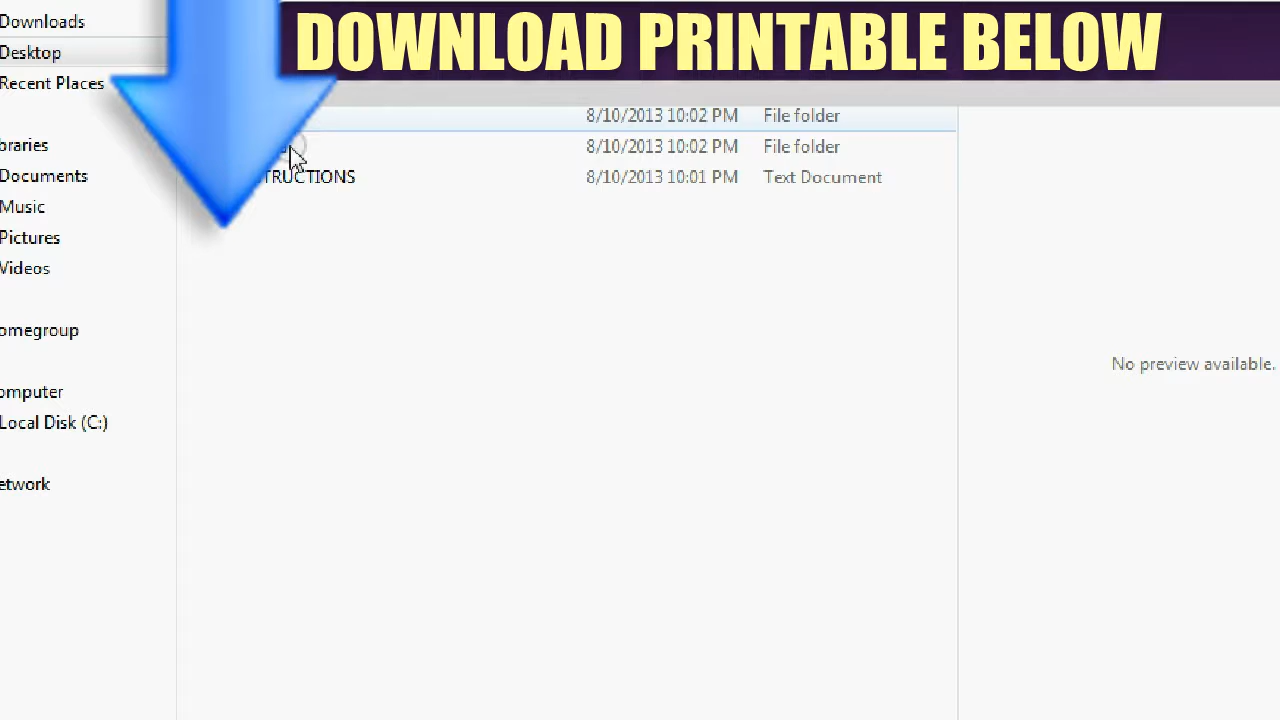 DOWNLOAD PRINTABLE BELOW
Downloads
Desktop
Recent Places
braries
Documents
Music
Pictures
Videos
omegroup
omputer
Local Disk (C:)
etwork
8/10/2013 10:02 PM File folder
8/10/2013 10:02 PM File folder
TRUCTIONS 8/10/2013 10:01 PM Text Document
No preview available.